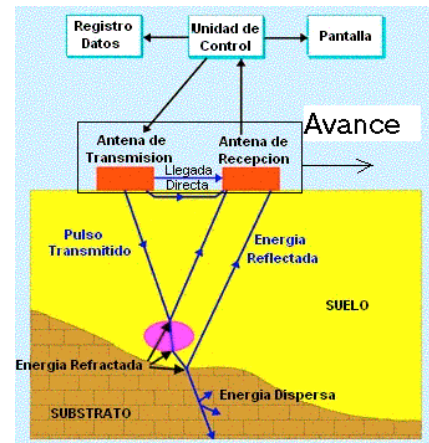 Registro
Datos
Unidad de
Control
Pantalla
Avance
Antena de
Transmision
Antena de
Recepcion
Llegada
Directa
Pulso
Transmitido
Energia
Reflectada
SUELO
Energia Refractada
Energia Dispersa
SUBSTRATO